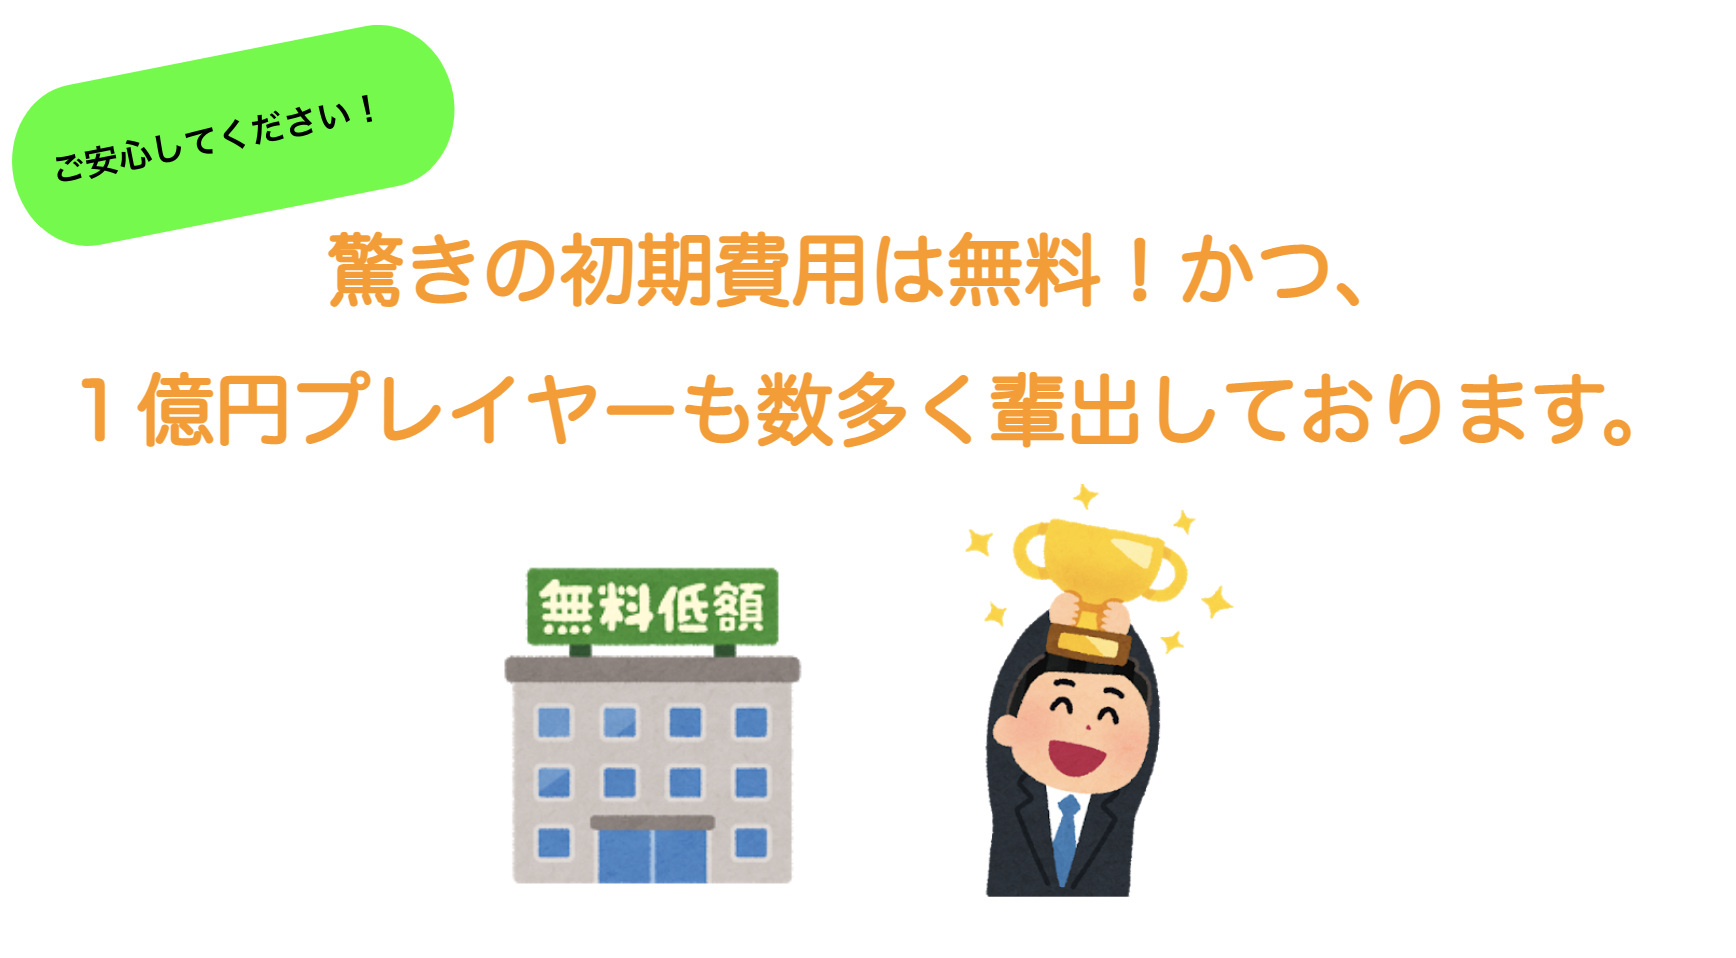 ご安心してください！
驚きの初期費用は無料！かつ、
１億円プレイヤーも数多く輩出しております。
無料低額